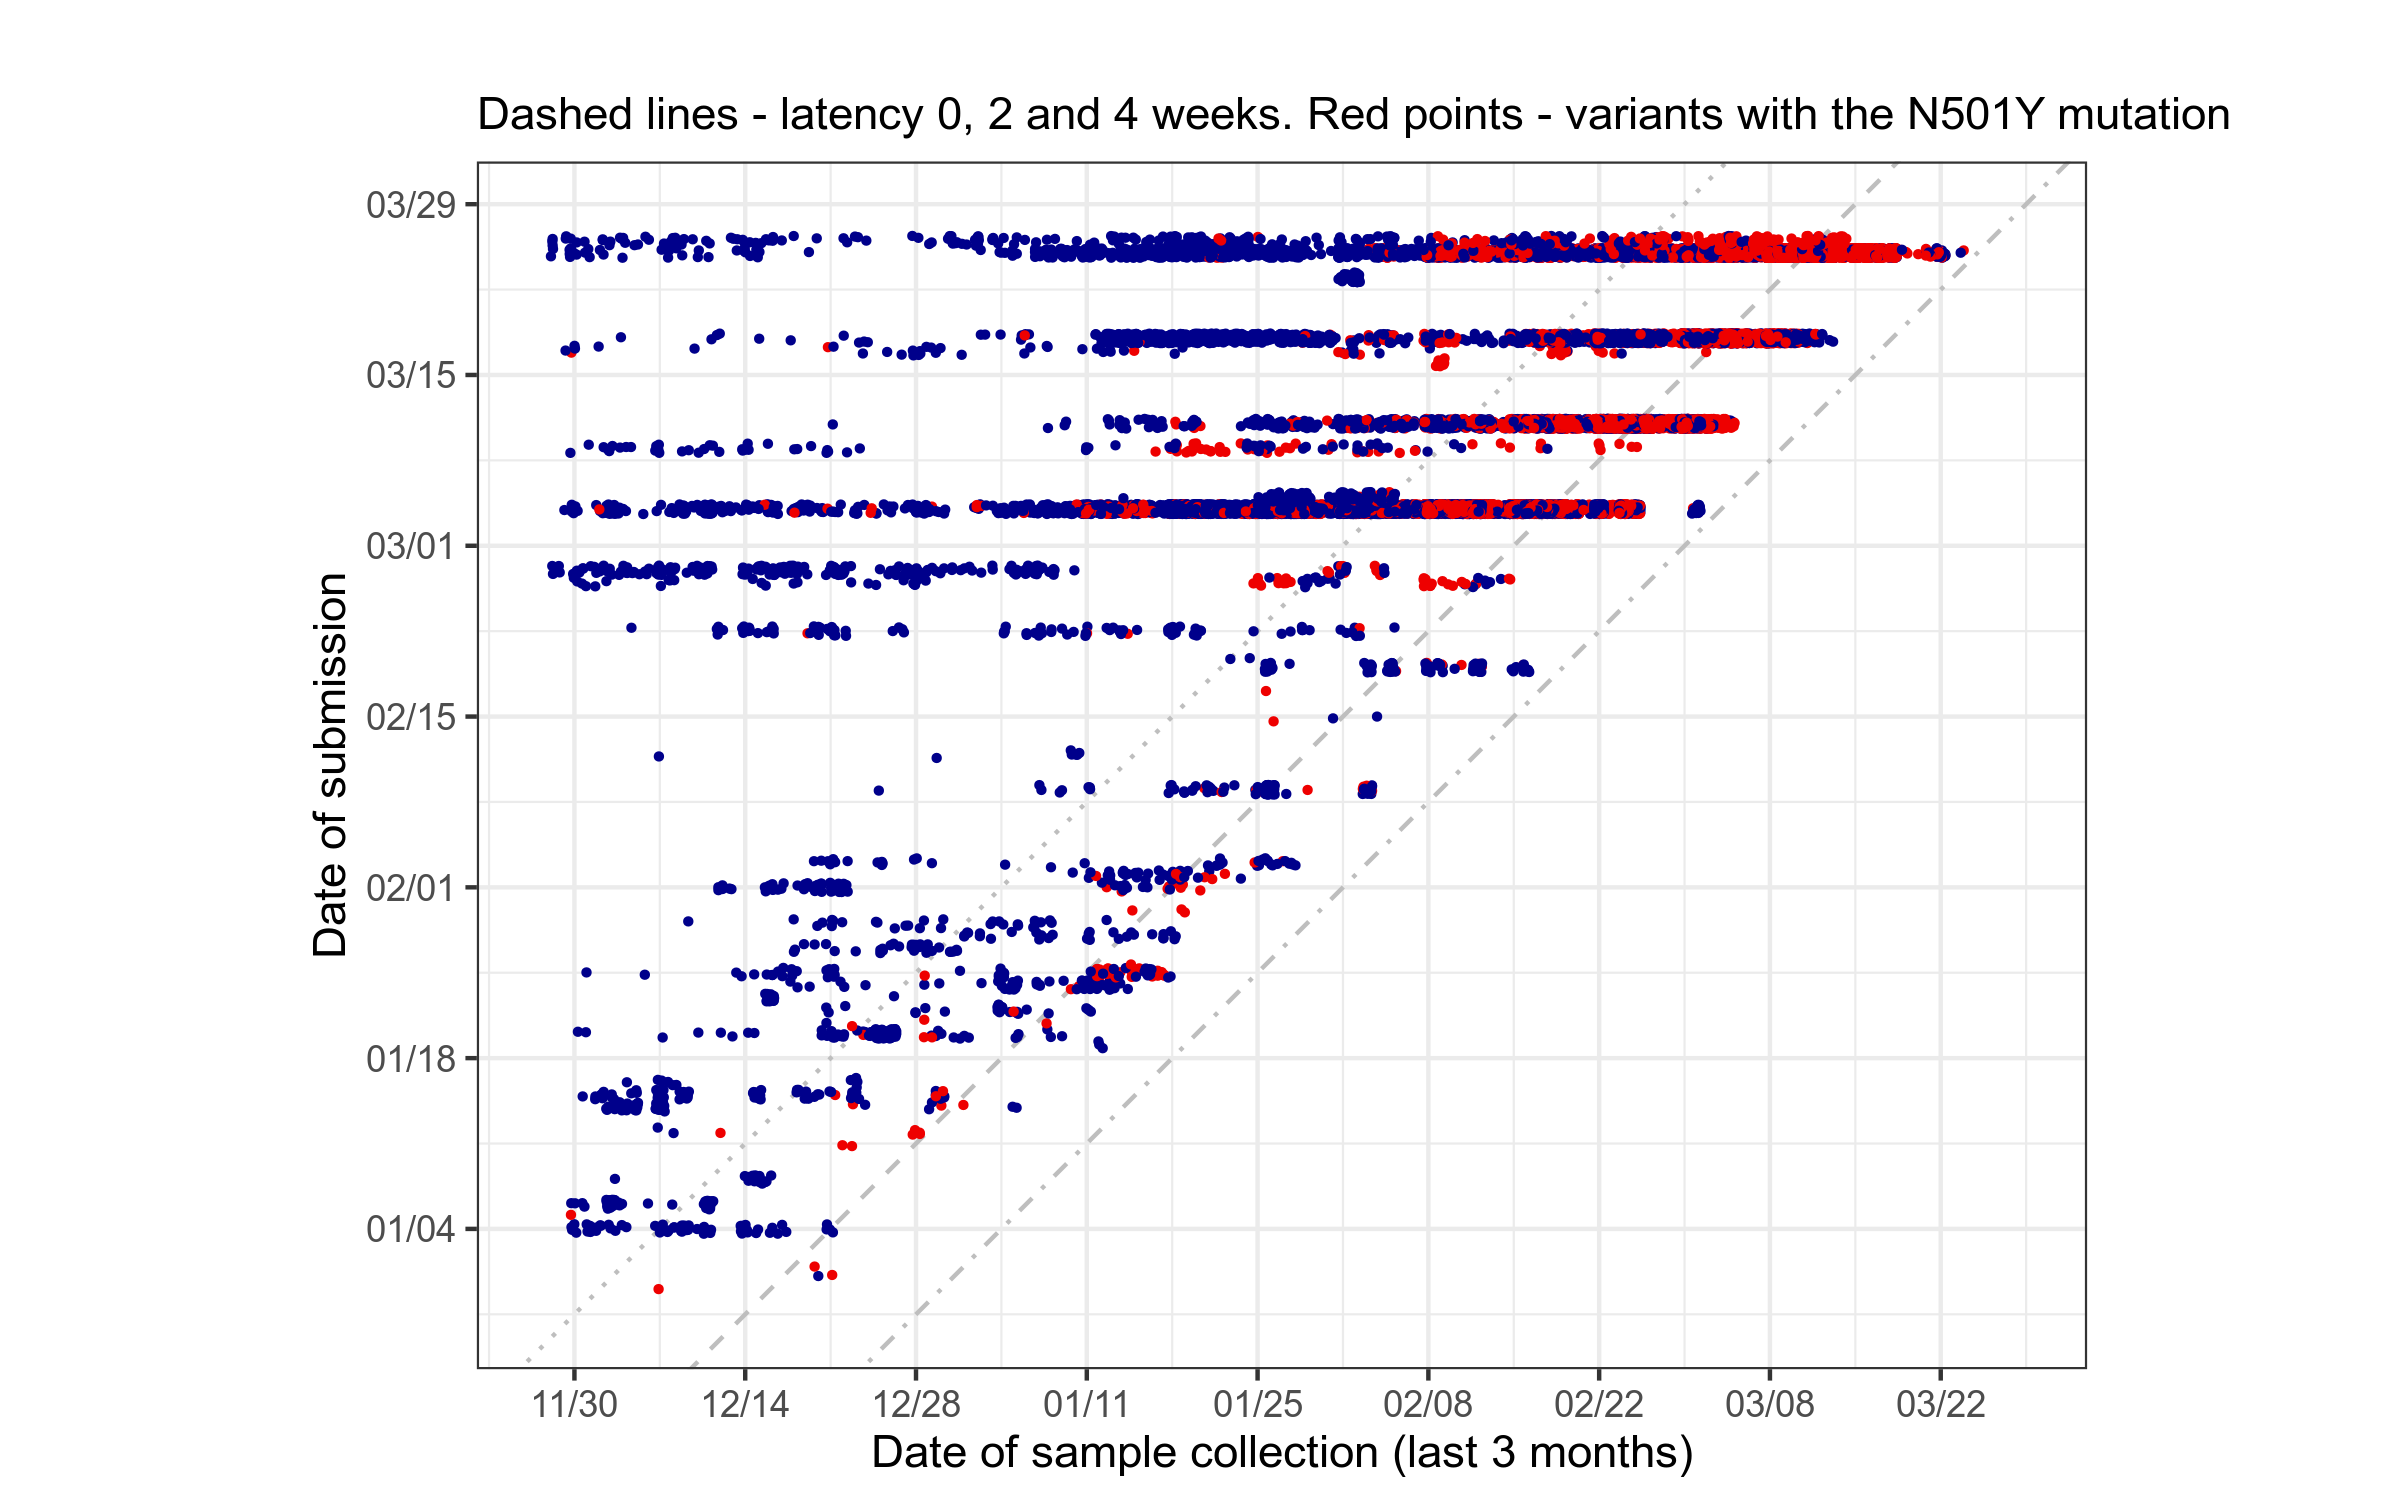 Dashed lines - latency 0, 2 and 4 weeks. Red points - variants with the N501Y mutation
Date of submission
03/29
03/15
03/01
02/15
02/01
01/18
01/04
11/30 12/14 12/28 01/11 01/25 02/08 02/22 03/08 03/22
Date of sample collection (last 3 months)